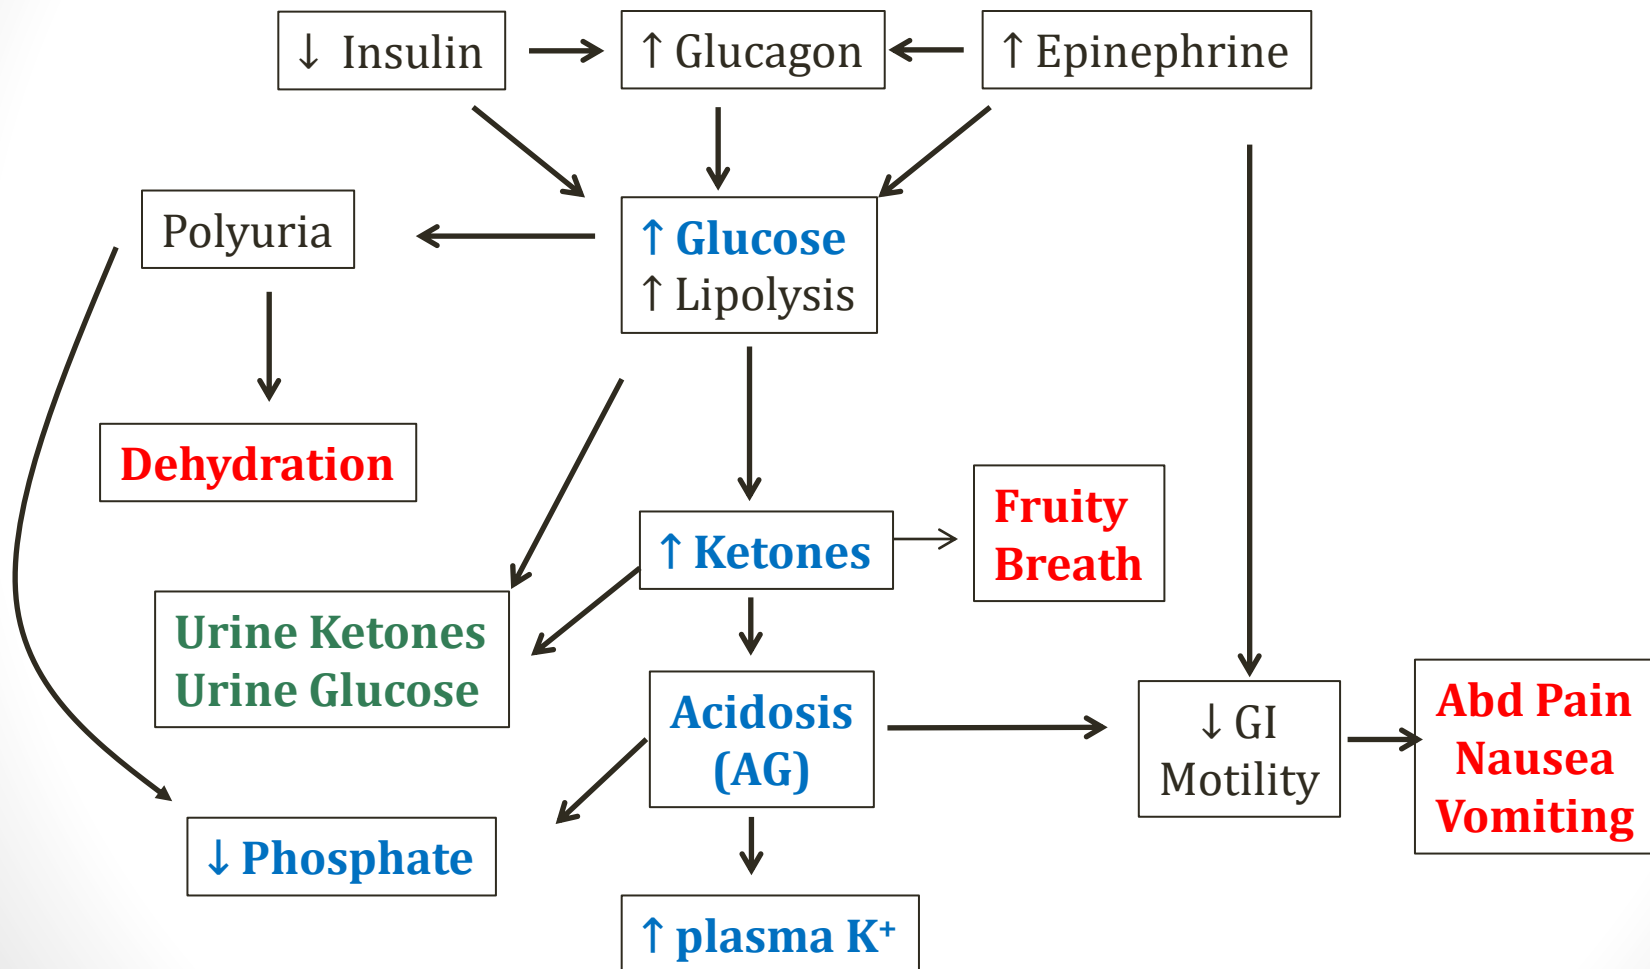 ↓ Insulin
↑ Glucagon
↑ Epinephrine
Polyuria
↑ Glucose
↑ Lipolysis
Dehydration
↑ Ketones
Fruity
Breath
Urine Ketones
Urine Glucose
Acidosis
(AG)
↓ GI
Motility
Abd Pain
Nausea
Vomiting
↓ Phosphate
↑ plasma K⁺